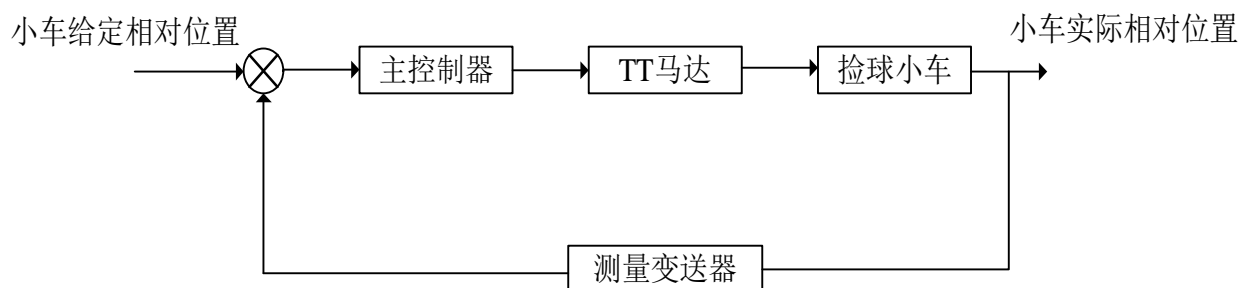 小车给定相对位置
小车实际相对位置
主控制器
TT马达
捡球小车
测量变送器